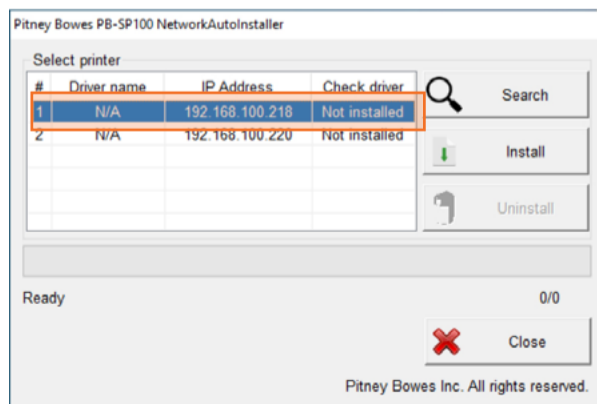 Pitney Bowes PB-SP100 NetworkAutoInstaller
Select printer
# Driver name IP Address Check driver
1 N/A 192.168.100.218 Not installed
2 N/A 192.168.100.220 Not installed
Search
Install
Uninstall
Ready 0/0
Close
Pitney Bowes Inc. All rights reserved.